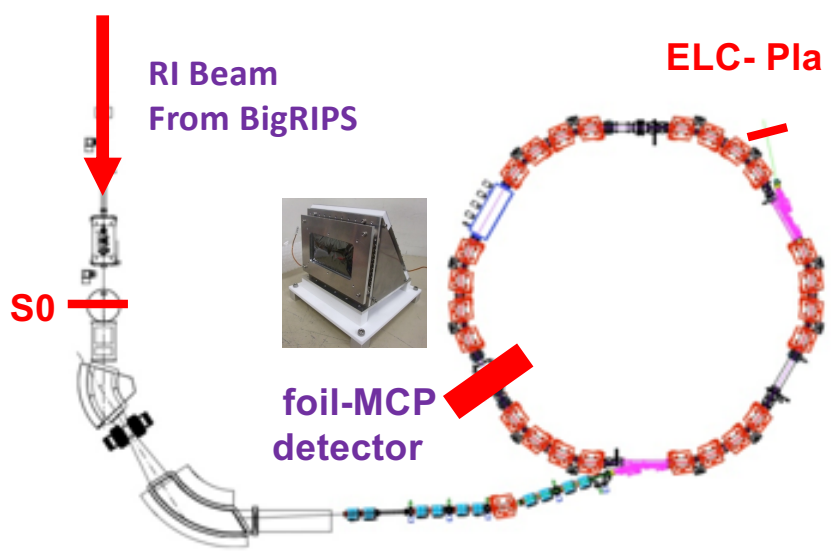 RI Beam
From BigRIPS
ELC- Pla
S0
foil-MCP
detector